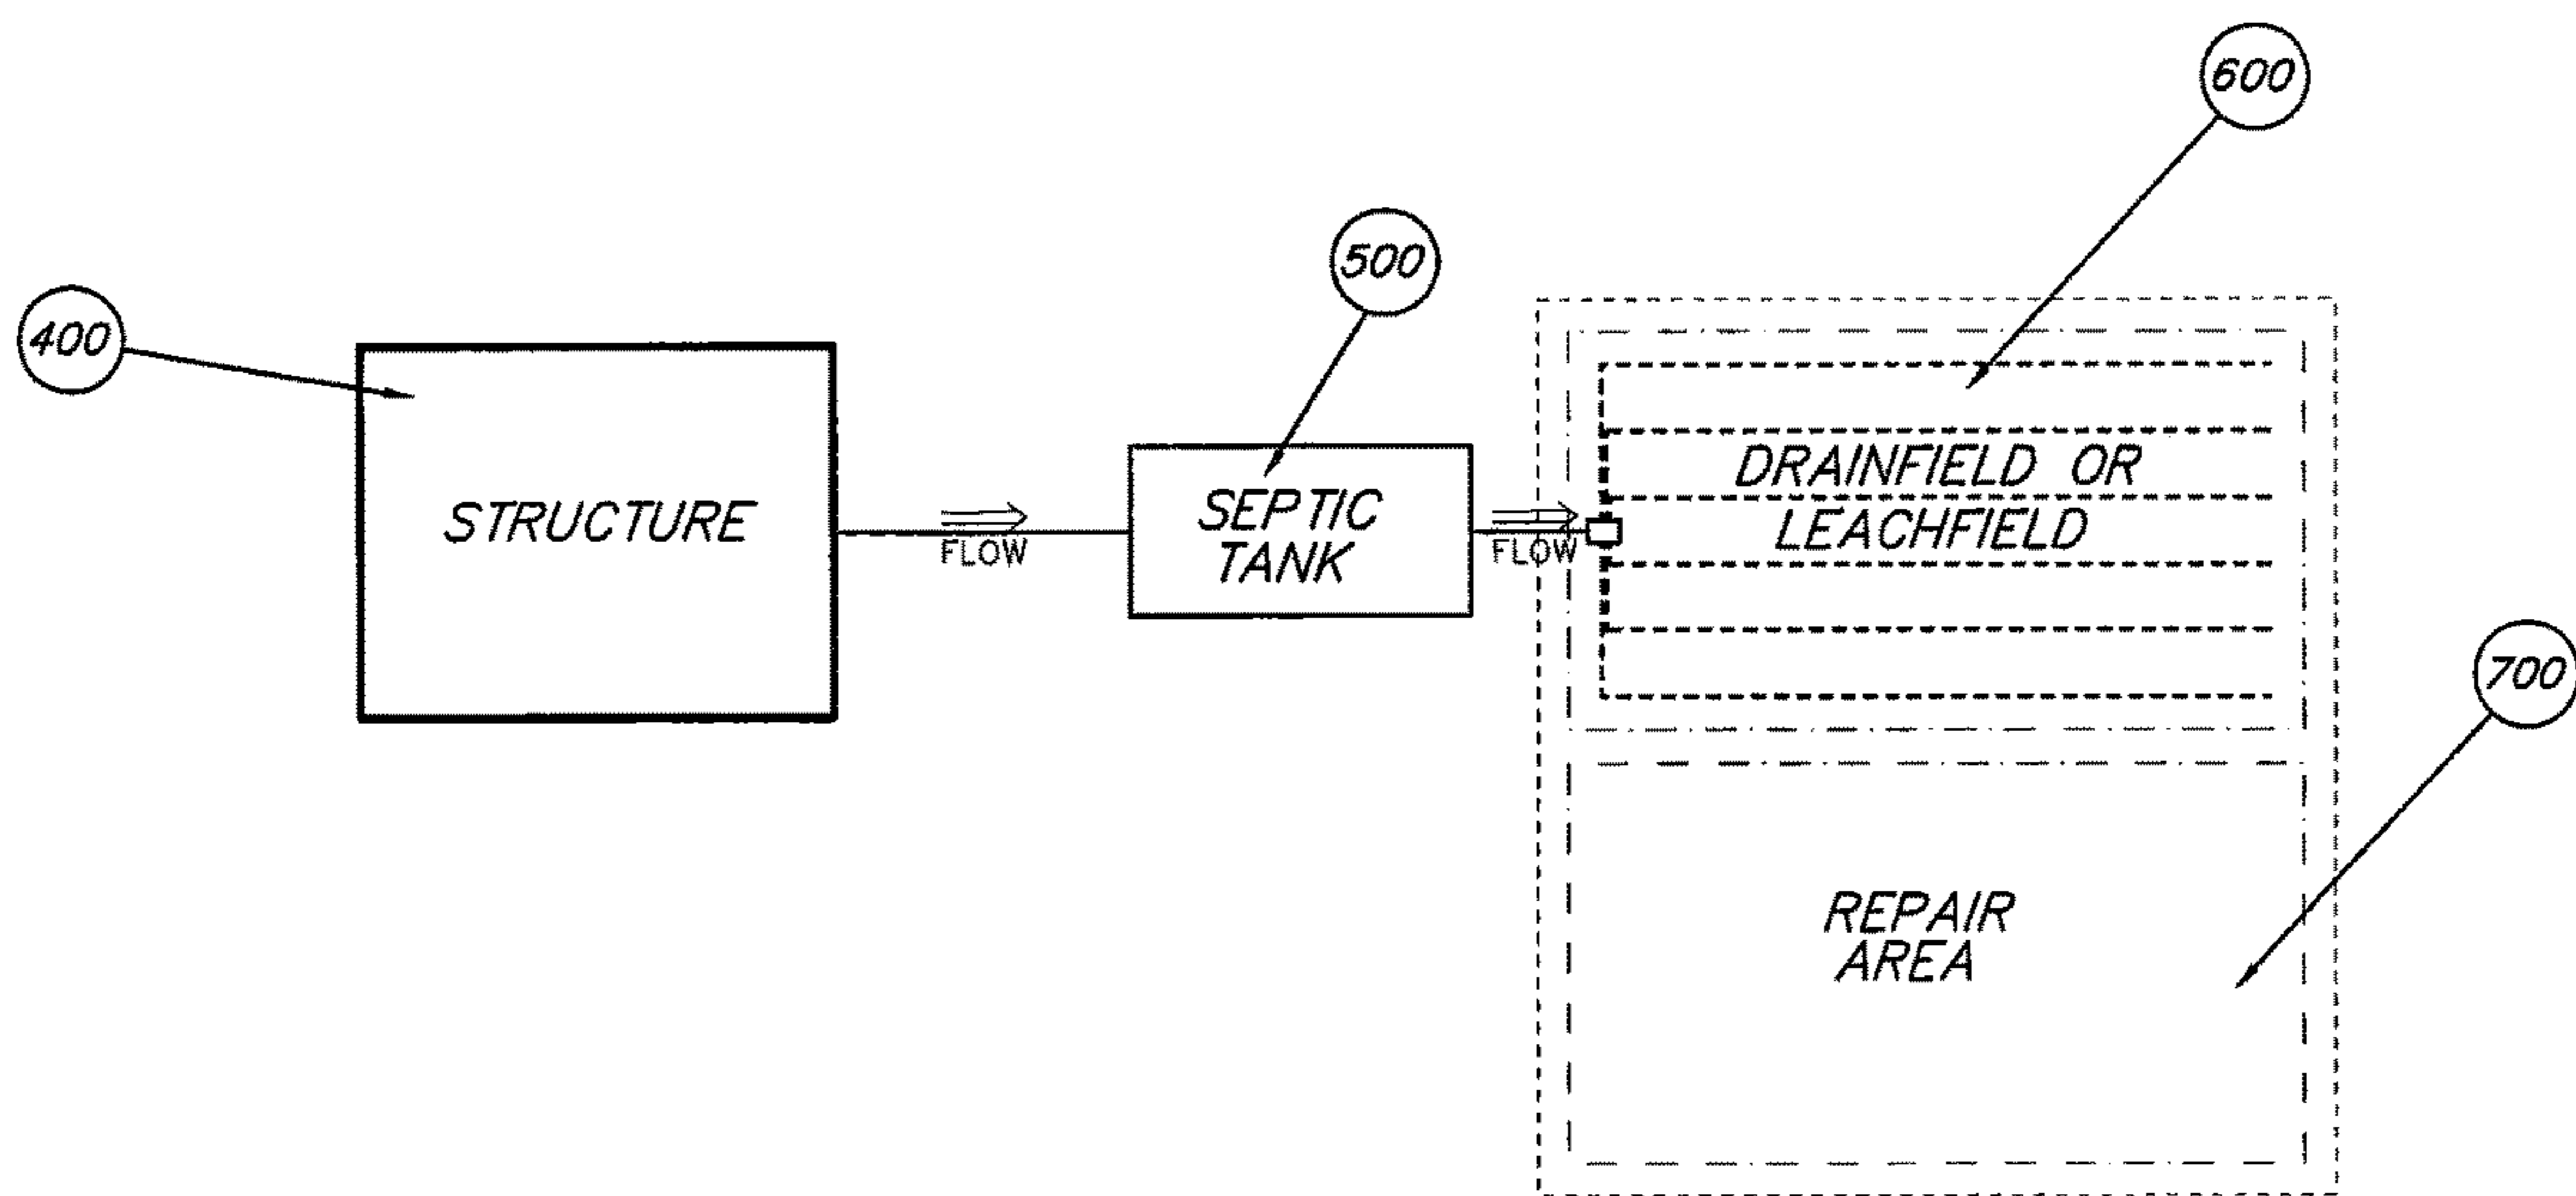 600
500
400
DRAINFIELD OR
LEACHFIELD
STRUCTURE
SEPTIC
TANK
FLOW
FLOW
700
REPAIR
AREA